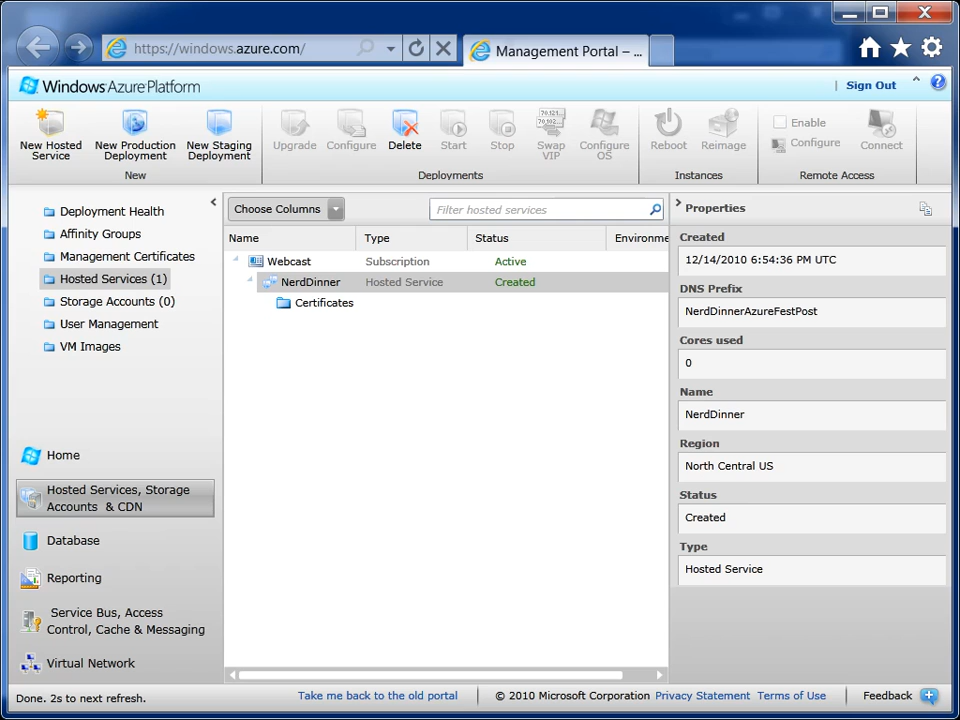 https://windows.azure.com/
Management Portal – ...
Windows Azure Platform
Sign Out
New Hosted Service
New Production Deployment
New Staging Deployment
Upgrade
Configure
Delete
Start
Stop
Swap VIP
Configure OS
Reboot
Reimage
Enable
Configure
Connect
New
Deployments
Instances
Remote Access
Deployment Health
Affinity Groups
Management Certificates
Hosted Services (1)
Storage Accounts (0)
User Management
VM Images
Home
Hosted Services, Storage
Accounts & CDN
Database
Reporting
Service Bus, Access
Control, Cache & Messaging
Virtual Network
Choose Columns
Filter hosted services
Name Type Status Environme
Webcast Subscription Active
NerdDinner Hosted Service Created
Certificates
Properties
Created
12/14/2010 6:54:36 PM UTC
DNS Prefix
NerdDinnerAzureFestPost
Cores used
0
Name
NerdDinner
Region
North Central US
Status
Created
Type
Hosted Service
Done. 2s to next refresh.
Take me back to the old portal
© 2010 Microsoft Corporation Privacy Statement Terms of Use
Feedback